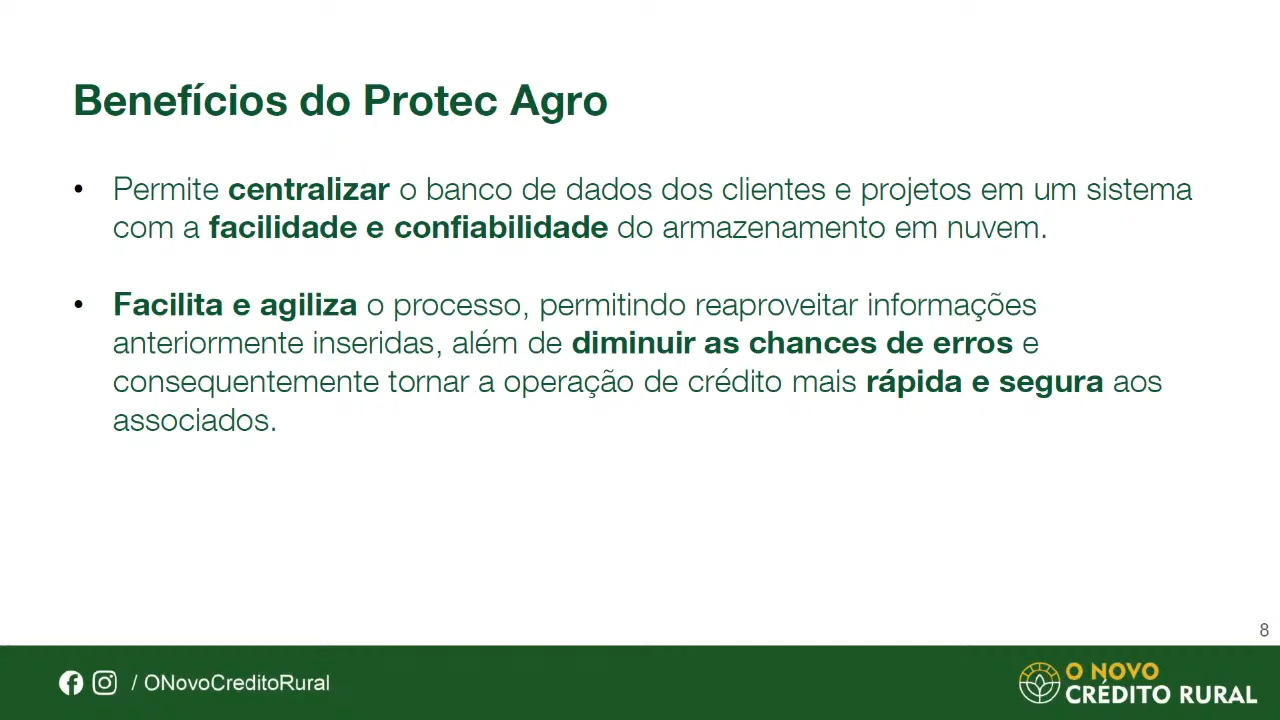 Benefícios do Protec Agro
• Permite centralizar o banco de dados dos clientes e projetos em um sistema
com a facilidade e confiabilidade do armazenamento em nuvem.
• Facilita e agiliza o processo, permitindo reaproveitar informações
anteriormente inseridas, além de diminuir as chances de erros e
consequentemente tornar a operação de crédito mais rápida e segura aos
associados.
8
/ ONovoCreditoRural
O NOVO
CRÉDITO RURAL